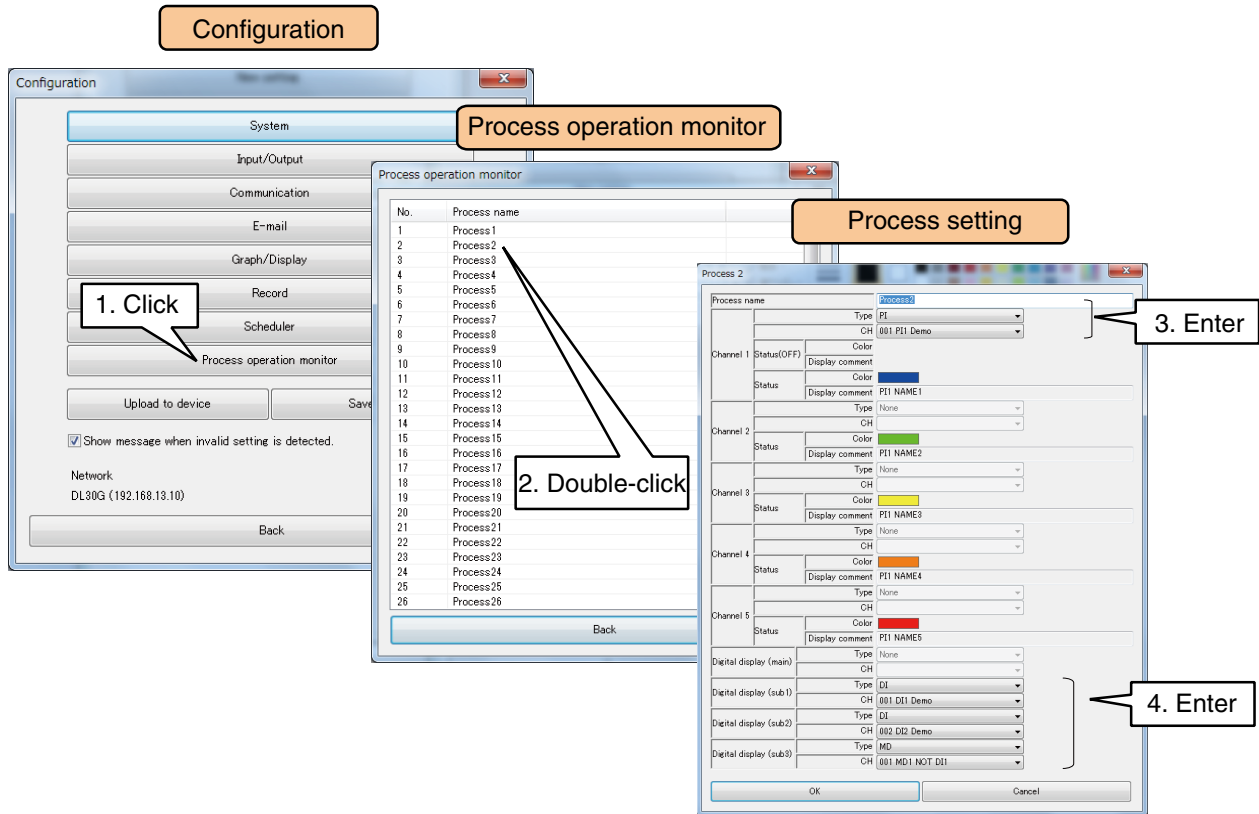 Configuration
Configuration
System
Input/Output
Communication
E-mail
Graph/Display
Record
1. Click
Scheduler
Process operation monitor
Upload to device
Save
Show message when invalid setting is detected.
Network
DL30G (192.168.13.10)
Back
Process operation monitor
Process operation monitor
No. Process name
1 Process1
2 Process2
3 Process3
4 Process4
5 Process5
6 Process6
7 Process7
8 Process8
9 Process9
10 Process10
11 Process11
12 Process12
13 Process13
14 Process14
15 Process15
16 Process16
17 Process17
18 Process18
19 Process19
20 Process20
21 Process21
22 Process22
23 Process23
24 Process24
25 Process25
26 Process26
2. Double-click
Back
Process setting
Process 2
Process name Process2
Channel 1
Type PI
CH 001 PI1 Demo
Status(OFF)
Color
Display comment
Status
Color
Display comment PI1 NAME1
Channel 2
Type None
CH
Status
Color
Display comment PI1 NAME2
Channel 3
Type None
CH
Status
Color
Display comment PI1 NAME3
Channel 4
Type None
CH
Status
Color
Display comment PI1 NAME4
Channel 5
Type None
CH
Status
Color
Display comment PI1 NAME5
Digital display (main)
Type None
CH
Digital display (sub1)
Type DI
CH 001 DI1 Demo
Digital display (sub2)
Type DI
CH 002 DI2 Demo
Digital display (sub3)
Type MD
CH 001 MD1 NOT DI1
OK
Cancel
3. Enter
4. Enter